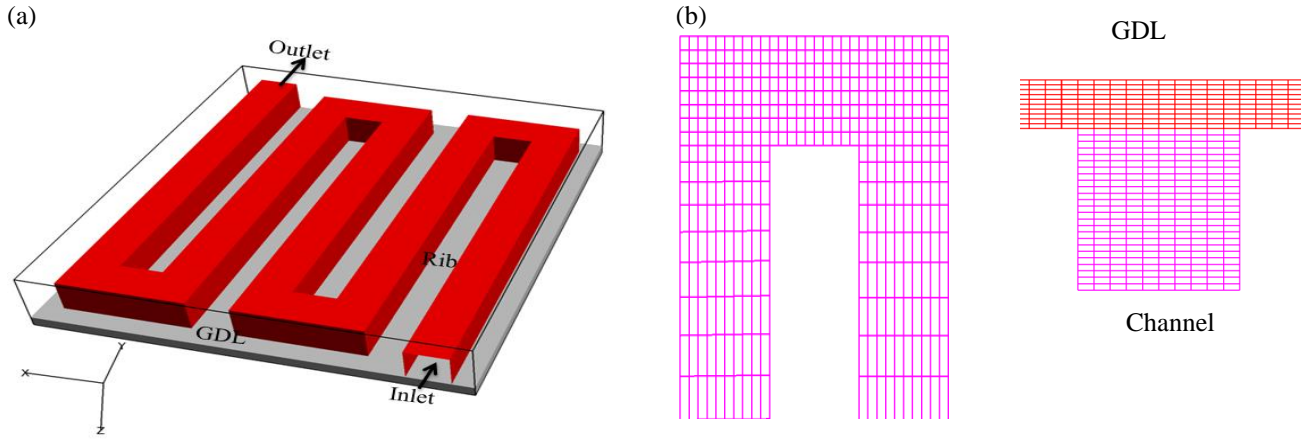 (a)
Outlet
Rib
GDL
Inlet
X
Y
Z
(b)
GDL
Channel